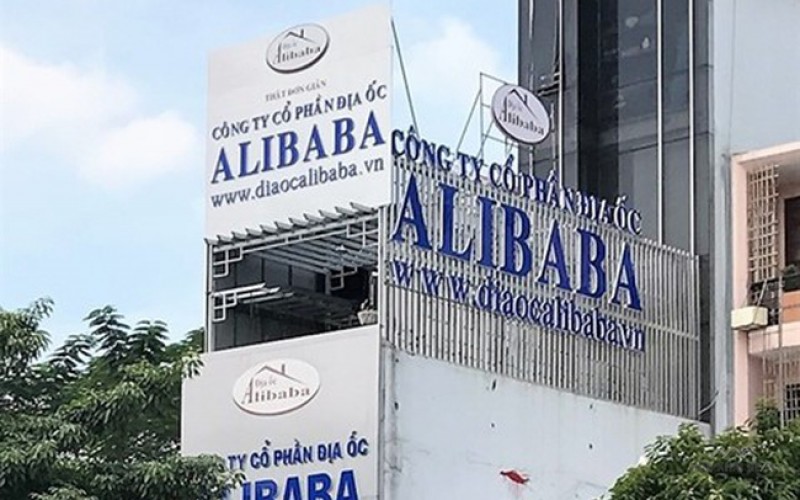 Địa ốc
Alibaba
THẬT ĐƠN GIẢN
CÔNG TY CỔ PHẦN ĐỊA ỐC
ALIBABA
www.diaocalibaba.vn
Địa ốc
Alibaba
CÔNG TY CỔ PHẦN ĐỊA ỐC
ALIBABA
www.diaocalibaba.vn
Địa ốc
Alibaba
TY CỔ PHẦN ĐỊA ỐC
LIBABA